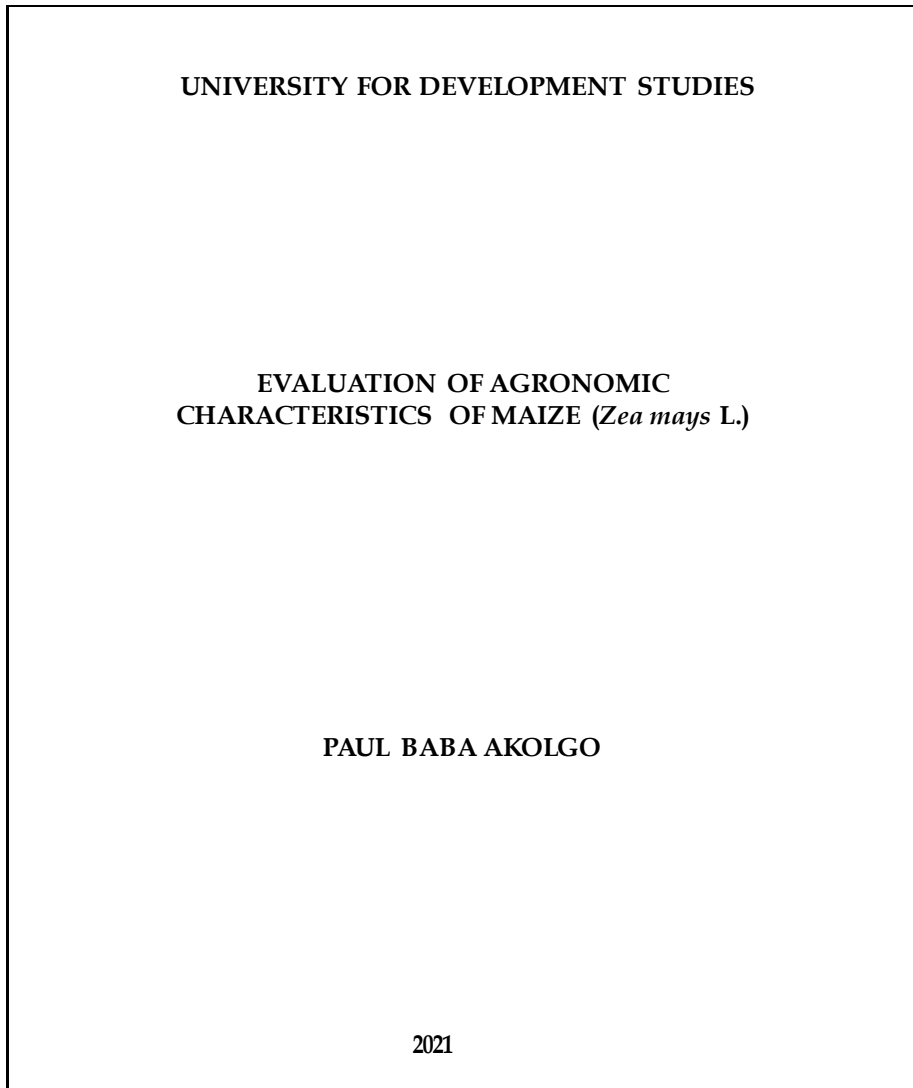 UNIVERSITY FOR DEVELOPMENT STUDIES
EVALUATION OF AGRONOMIC
CHARACTERISTICS OF MAIZE (Zea mays L.)
PAUL BABA AKOLGO
2021